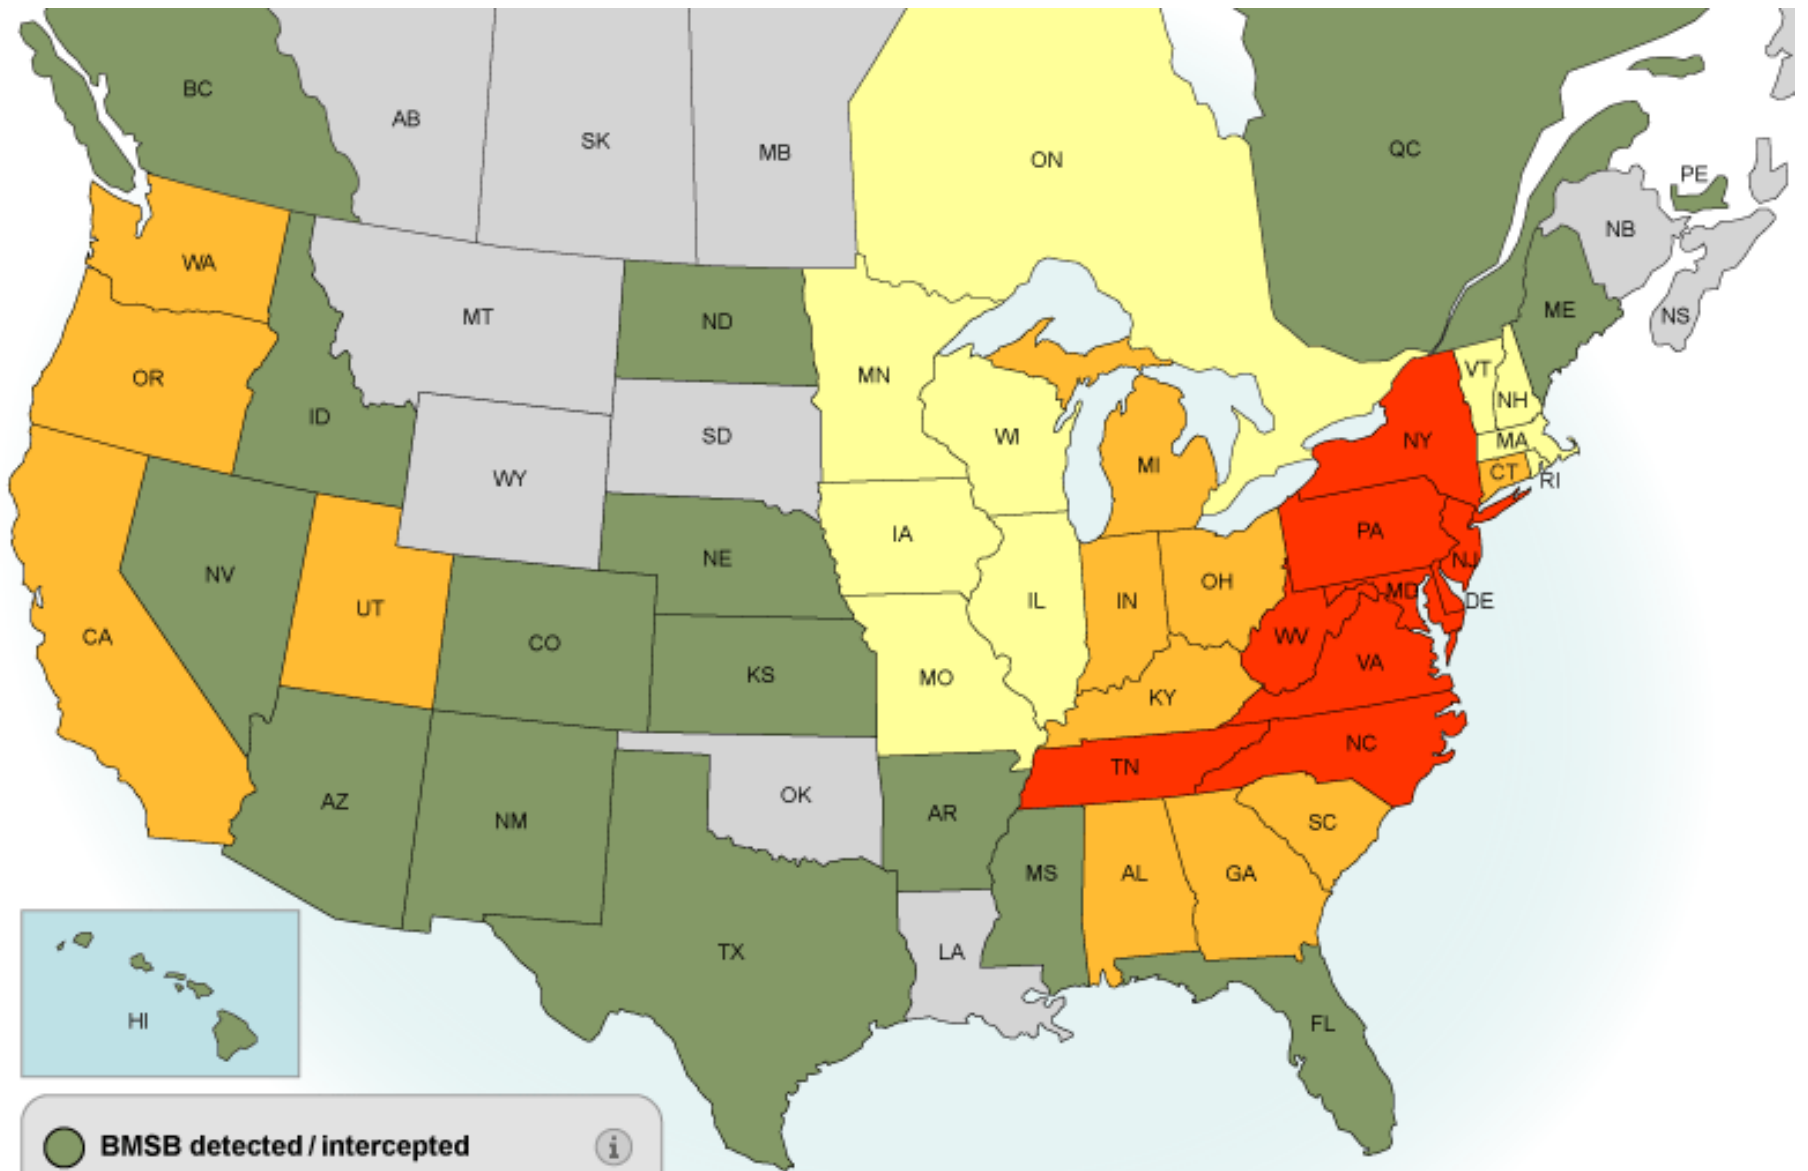 BC
AB
SK
MB
ON
QC
PE
NB
NS
ME
WA
MT
ND
MN
VT
NH
OR
ID
SD
WI
MI
NY
MA
CT
RI
WY
IA
PA
NV
NE
IL
IN
OH
NJ
MD
DE
UT
CA
CO
KS
MO
WV
VA
KY
NC
TN
AZ
NM
OK
AR
SC
MS
AL
GA
TX
LA
HI
FL
BMSB detected / intercepted i